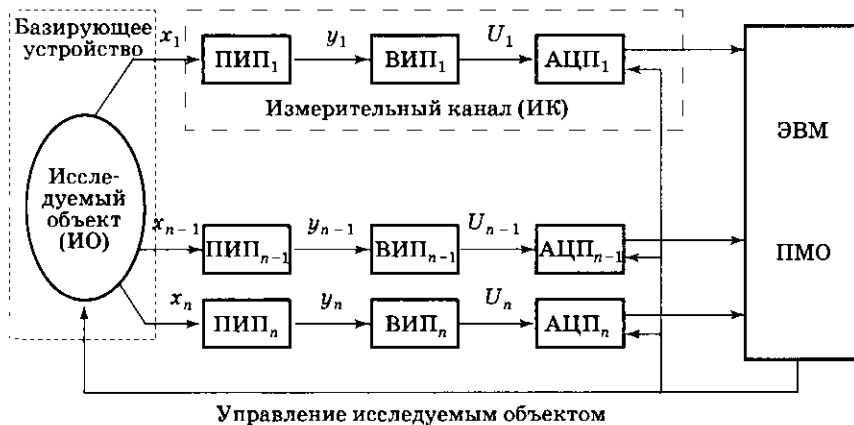 Базирующее
устройство
x₁
ПИП₁
y₁
ВИП₁
U₁
АЦП₁
Измерительный канал (ИК)
ЭВМ
ПМО
Иссле-
дуемый
объект
(ИО)
xₙ₋₁
ПИПₙ₋₁
yₙ₋₁
ВИПₙ₋₁
Uₙ₋₁
АЦПₙ₋₁
xₙ
ПИПₙ
yₙ
ВИПₙ
Uₙ
АЦПₙ
Управление исследуемым объектом